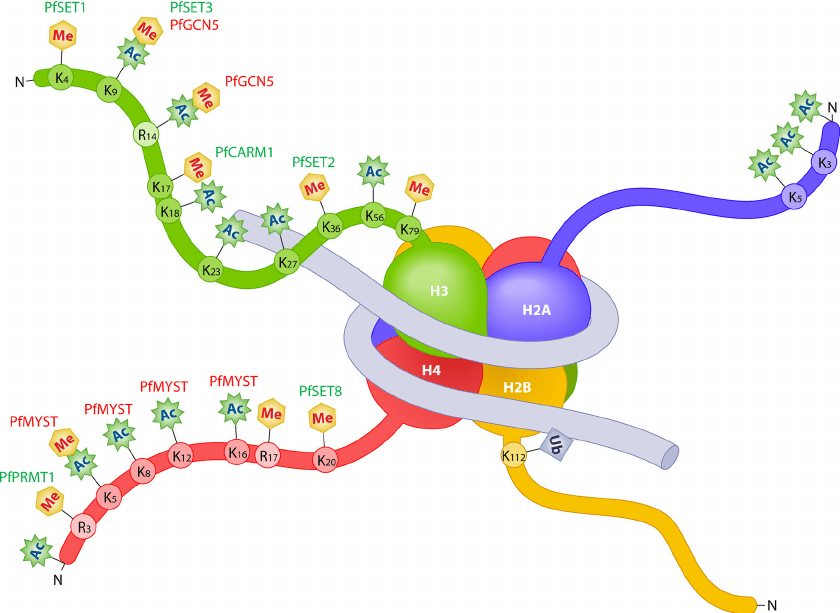 PfSET1
PfSET3
PfGCN5
Me
Me
Ac
N
K4
K9
PfGCN5
Me
Ac
R14
PfCARM1
Me
K17
Ac
K18
Ac
K23
Ac
K27
PfSET2
Me
K36
Ac
K56
Me
K79
N
Ac
Ac
Ac
K3
K5
H3
H2A
H4
H2B
PfMYST
PfMYST
PfMYST
PfMYST
PfSET8
Me
Ac
Ac
Ac
Ac
Me
Me
PfPRMT1
Me
Ac
R3
K5
K8
K12
K16
R17
K20
N
K112
Ub
N